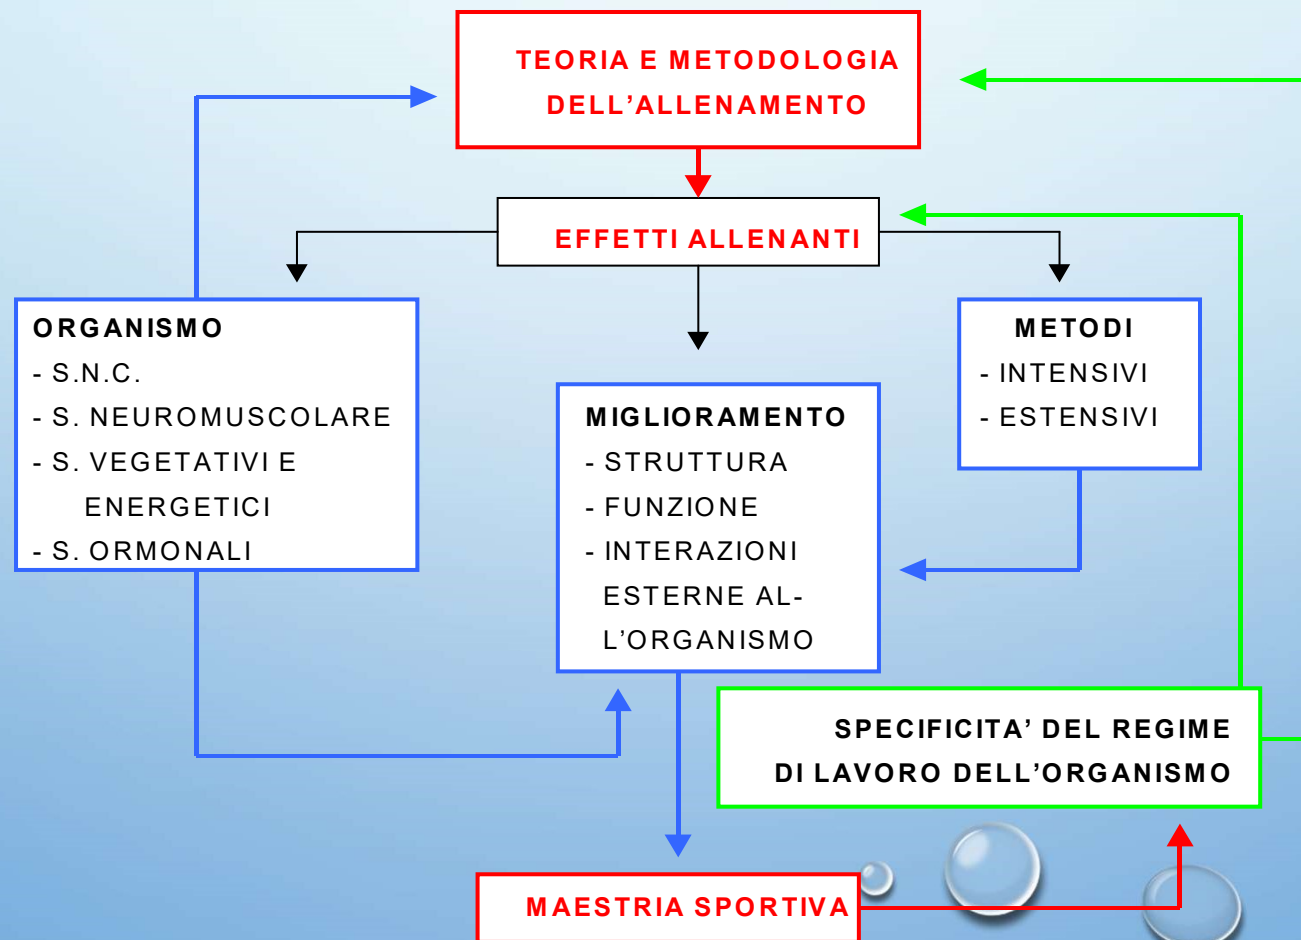 TEORIA E METODOLOGIA
DELL’ALLENAMENTO
EFFETTI ALLENANTI
ORGANISMO
- S.N.C.
- S. NEUROMUSCOLARE
- S. VEGETATIVI E
ENERGETICI
- S. ORMONALI
MIGLIORAMENTO
- STRUTTURA
- FUNZIONE
- INTERAZIONI
ESTERNE AL-
L’ORGANISMO
METODI
- INTENSIVI
- ESTENSIVI
SPECIFICITA’ DEL REGIME
DI LAVORO DELL’ORGANISMO
MAESTRIA SPORTIVA